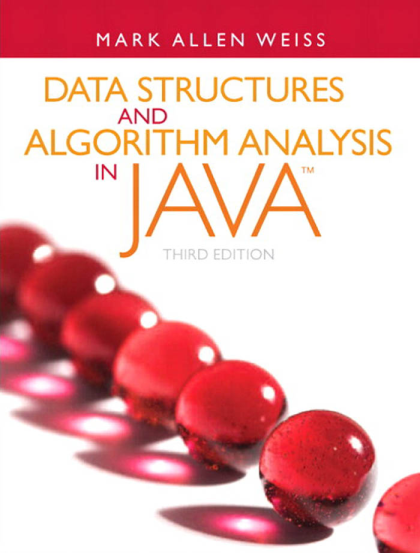 MARK ALLEN WEISS
DATA STRUCTURES
AND
ALGORITHM ANALYSIS
IN JAVA™
THIRD EDITION